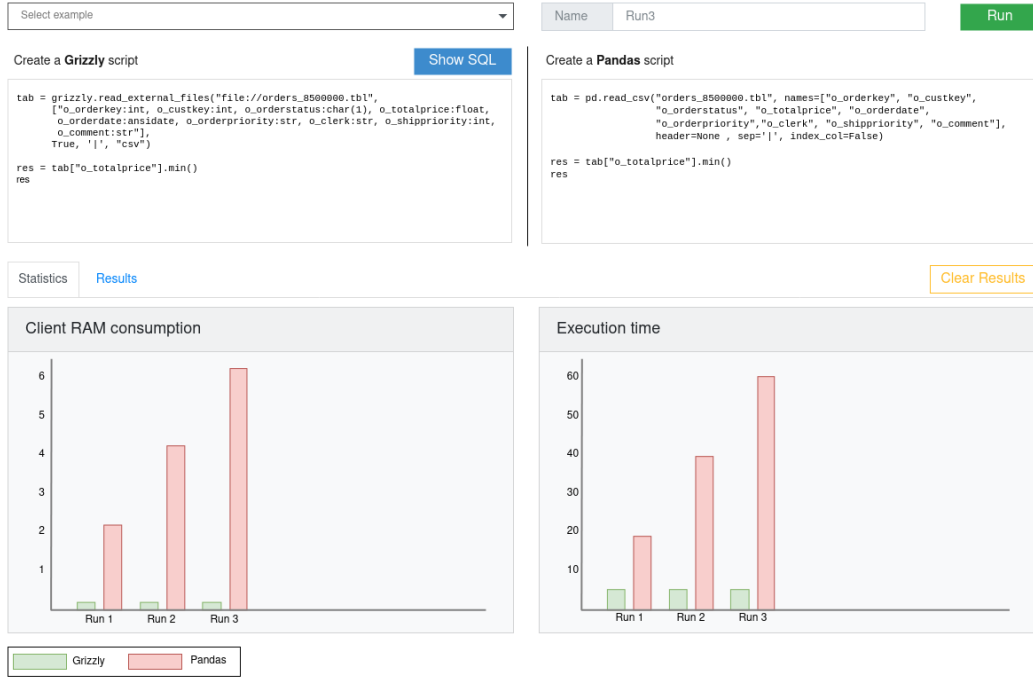 Select example
Name Run3 Run
Create a Grizzly script Show SQL
tab = grizzly.read_external_files("file://orders_8500000.tbl",
["o_orderkey:int, o_custkey:int, o_orderstatus:char(1), o_totalprice:float,
o_orderdate:ansidate, o_orderpriority:str, o_clerk:str, o_shippriority:int,
o_comment:str"],
True, '|', "csv")
res = tab["o_totalprice"].min()
res
Create a Pandas script
tab = pd.read_csv("orders_8500000.tbl", names=["o_orderkey", "o_custkey",
"o_orderstatus", "o_totalprice", "o_orderdate",
"o_orderpriority","o_clerk", "o_shippriority", "o_comment"],
header=None , sep='|', index_col=False)
res = tab["o_totalprice"].min()
res
Statistics Results Clear Results
Client RAM consumption
6
5
4
3
2
1
Run 1 Run 2 Run 3
Execution time
60
50
40
30
20
10
Run 1 Run 2 Run 3
Grizzly Pandas